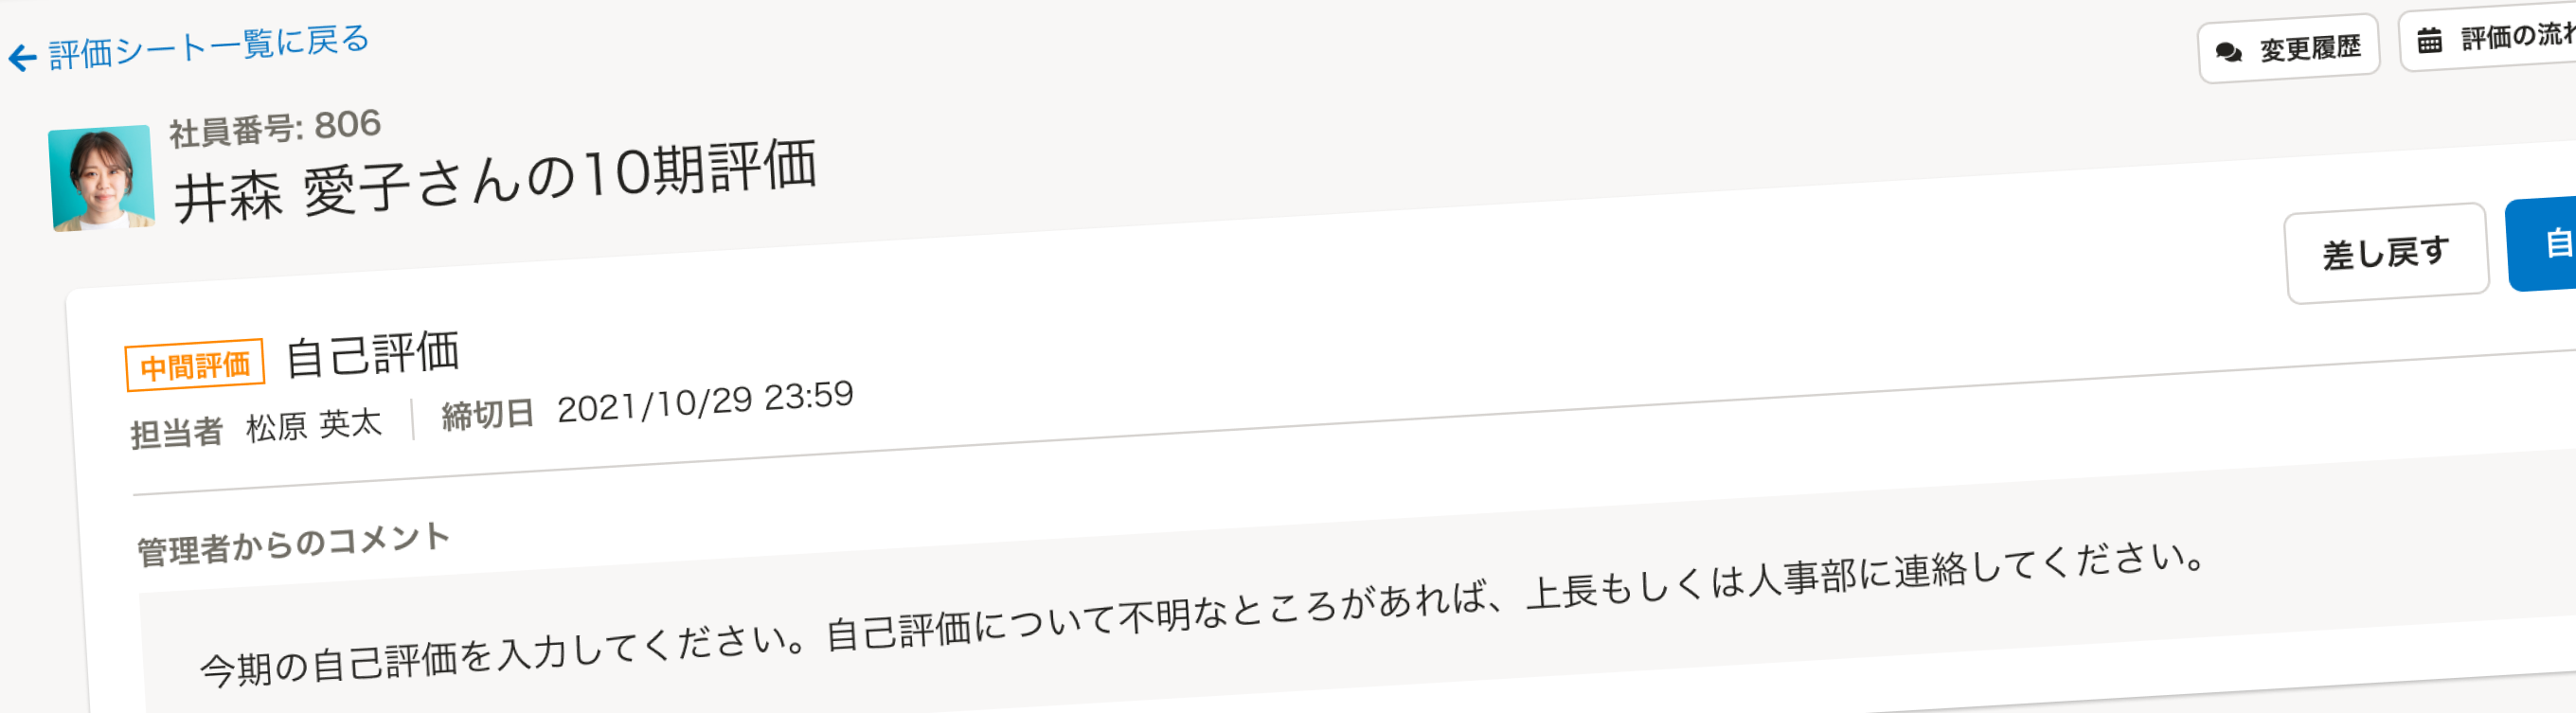 評価シート一覧に戻る
変更履歴
評価の流れ
社員番号: 806
井森 愛子さんの10期評価
差し戻す
自
中間評価 自己評価
担当者 松原 英太 締切日 2021/10/29 23:59
管理者からのコメント
今期の自己評価を入力してください。自己評価について不明なところがあれば、上長もしくは人事部に連絡してください。